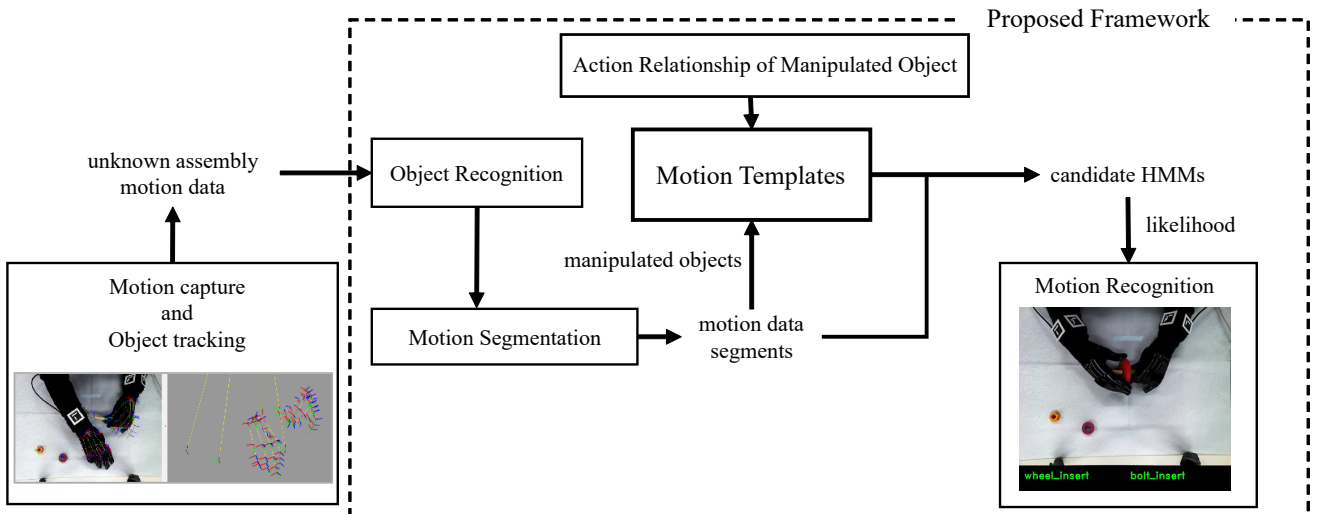 Proposed Framework
Action Relationship of Manipulated Object
unknown assembly
motion data
Object Recognition
Motion Templates
candidate HMMs
likelihood
manipulated objects
Motion capture
and
Object tracking
Motion Segmentation
motion data
segments
Motion Recognition
wheel_insert
bolt_insert